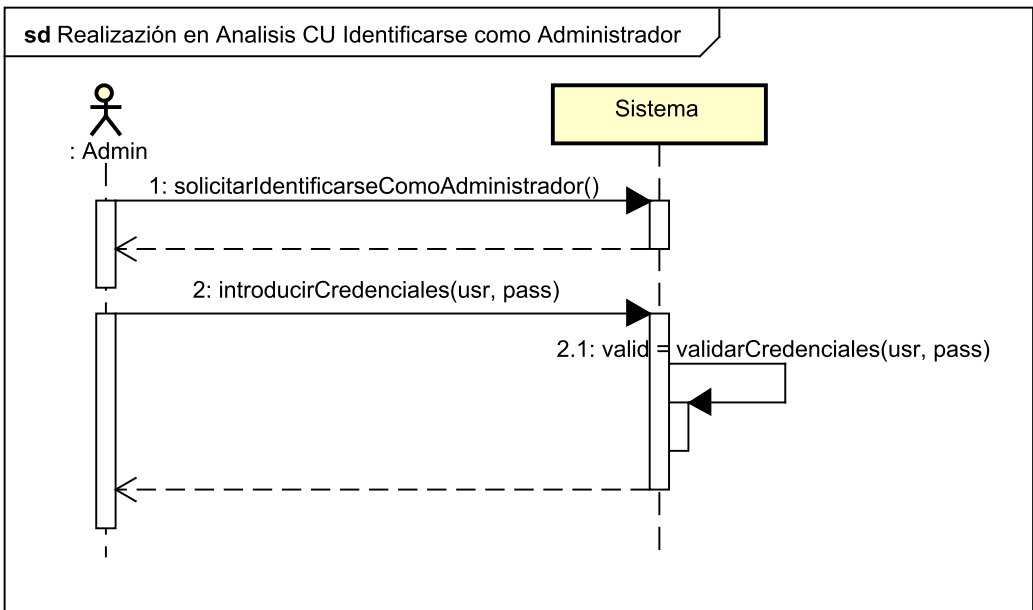 sd Realizazión en Analisis CU Identificarse como Administrador
Sistema
: Admin
1: solicitarIdentificarseComoAdministrador()
2: introducirCredenciales(usr, pass)
2.1: valid = validarCredenciales(usr, pass)